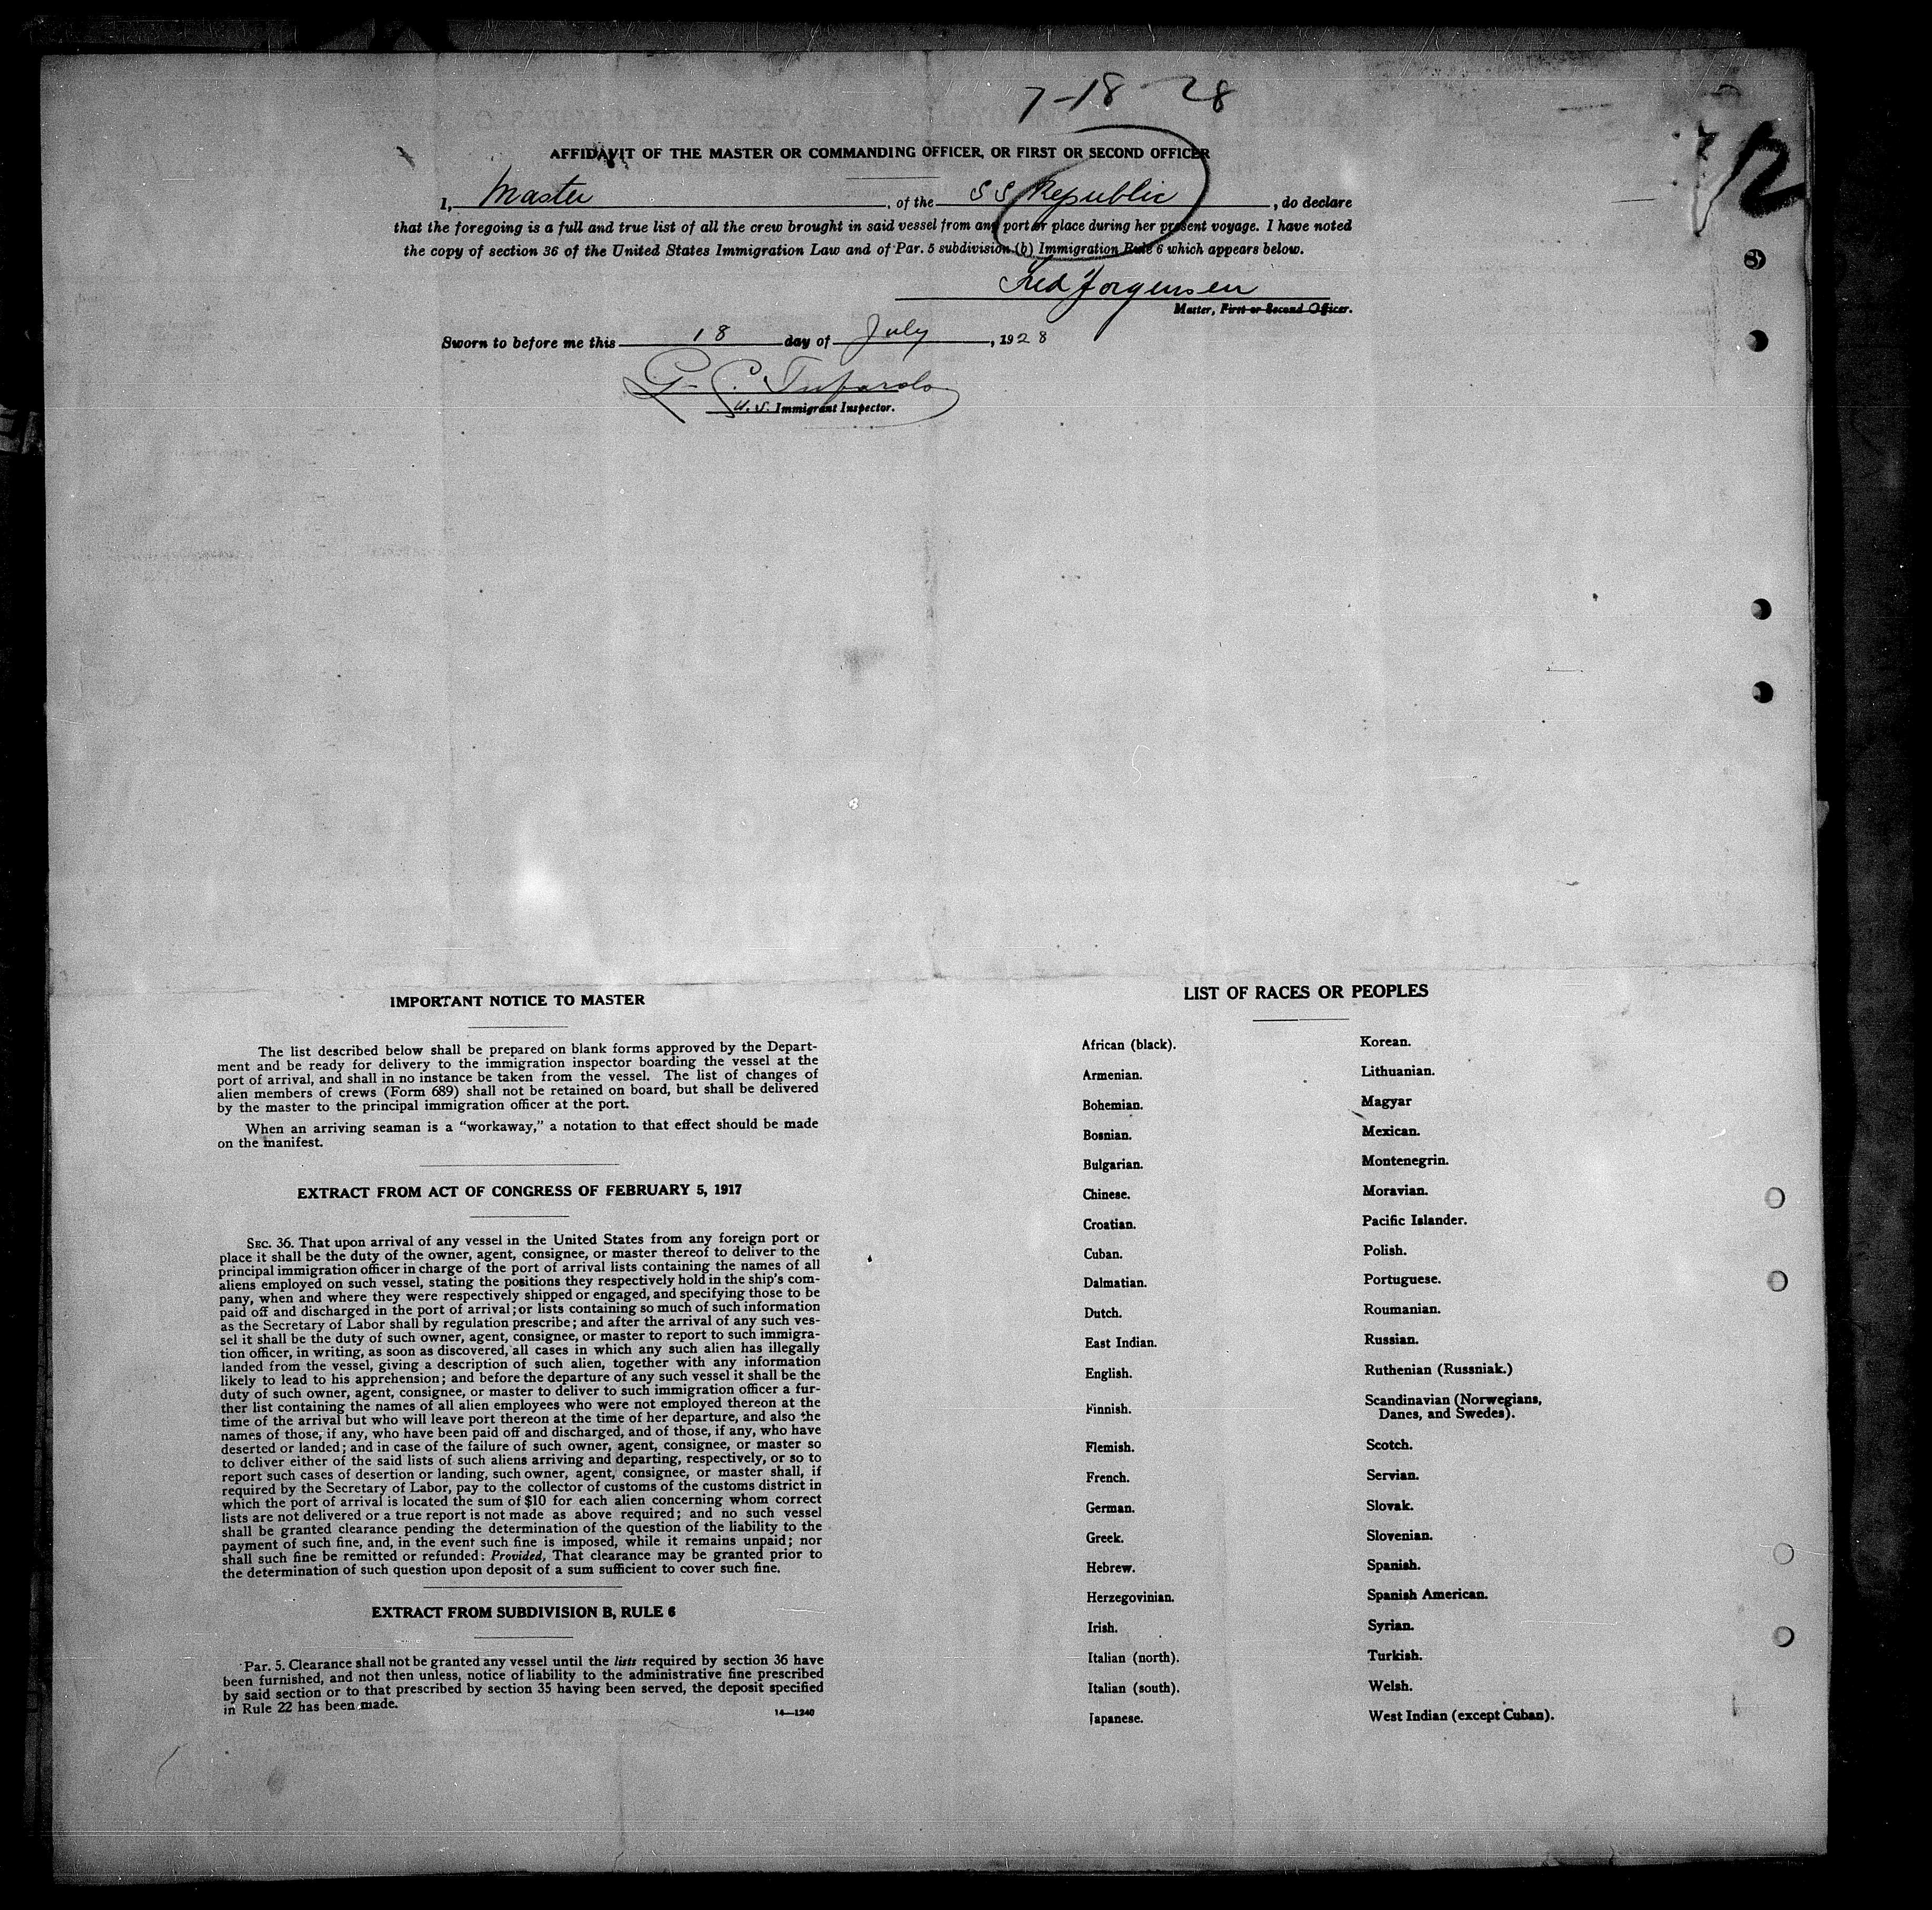 7-18-28
12
AFFIDAVIT OF THE MASTER OR COMMANDING OFFICER, OR FIRST OR SECOND OFFICER
I, Master, of the S S Republic, do declare
that the foregoing is a full and true list of all the crew brought in said vessel from any port or place during her present voyage. I have noted
the copy of section 36 of the United States Immigration Law and of Par. 5 subdivision (b) Immigration Rule 6 which appears below.
Fred Jorgensen
Master, First or Second Officer.
Sworn to before me this 18 day of July, 1928
G. C.
U. S. Immigrant Inspector.
IMPORTANT NOTICE TO MASTER
The list described below shall be prepared on blank forms approved by the Depart-
ment and be ready for delivery to the immigration inspector boarding the vessel at the
port of arrival, and shall in no instance be taken from the vessel. The list of changes of
alien members of crews (Form 689) shall not be retained on board, but shall be delivered
by the master to the principal immigration officer at the port.
When an arriving seaman is a "workaway," a notation to that effect should be made
on the manifest.
EXTRACT FROM ACT OF CONGRESS OF FEBRUARY 5, 1917
SEC. 36. That upon arrival of any vessel in the United States from any foreign port or
place it shall be the duty of the owner, agent, consignee, or master thereof to deliver to the
principal immigration officer in charge of the port of arrival lists containing the names of all
aliens employed on such vessel, stating the positions they respectively hold in the ship's com-
pany, when and where they were respectively shipped or engaged, and specifying those to be
paid off and discharged in the port of arrival; or lists containing so much of such information
as the Secretary of Labor shall by regulation prescribe; and after the arrival of any such ves-
sel it shall be the duty of such owner, agent, consignee, or master to report to such immigra-
tion officer, in writing, as soon as discovered, all cases in which any such alien has illegally
landed from the vessel, giving a description of such alien, together with any information
likely to lead to his apprehension; and before the departure of any such vessel it shall be the
duty of such owner, agent, consignee, or master to deliver to such immigration officer a fur-
ther list containing the names of all alien employees who were not employed thereon at the
time of the arrival but who will leave port thereon at the time of her departure, and also the
names of those, if any, who have been paid off and discharged, and of those, if any, who have
deserted or landed; and in case of the failure of such owner, agent, consignee, or master so
to deliver either of the said lists of such aliens arriving and departing, respectively, or so to
report such cases of desertion or landing, such owner, agent, consignee, or master shall, if
required by the Secretary of Labor, pay to the collector of customs of the customs district in
which the port of arrival is located the sum of $10 for each alien concerning whom correct
lists are not delivered or a true report is not made as above required; and no such vessel
shall be granted clearance pending the determination of the question of the liability to the
payment of such fine, and, in the event such fine is imposed, while it remains unpaid; nor
shall such fine be remitted or refunded: Provided, That clearance may be granted prior to
the determination of such question upon deposit of a sum sufficient to cover such fine.
EXTRACT FROM SUBDIVISION B, RULE 6
Par. 5. Clearance shall not be granted any vessel until the lists required by section 36 have
been furnished, and not then unless, notice of liability to the administrative fine prescribed
by said section or to that prescribed by section 35 having been served, the deposit specified
in Rule 22 has been made.
14—1240
LIST OF RACES OR PEOPLES
African (black).
Armenian.
Bohemian.
Bosnian.
Bulgarian.
Chinese.
Croatian.
Cuban.
Dalmatian.
Dutch.
East Indian.
English.
Finnish.
Flemish.
French.
German.
Greek.
Hebrew.
Herzegovinian.
Irish.
Italian (north).
Italian (south).
Japanese.
Korean.
Lithuanian.
Magyar
Mexican.
Montenegrin.
Moravian.
Pacific Islander.
Polish.
Portuguese.
Roumanian.
Russian.
Ruthenian (Russniak.)
Scandinavian (Norwegians,
Danes, and Swedes).
Scotch.
Servian.
Slovak.
Slovenian.
Spanish.
Spanish American.
Syrian.
Turkish.
Welsh.
West Indian (except Cuban).